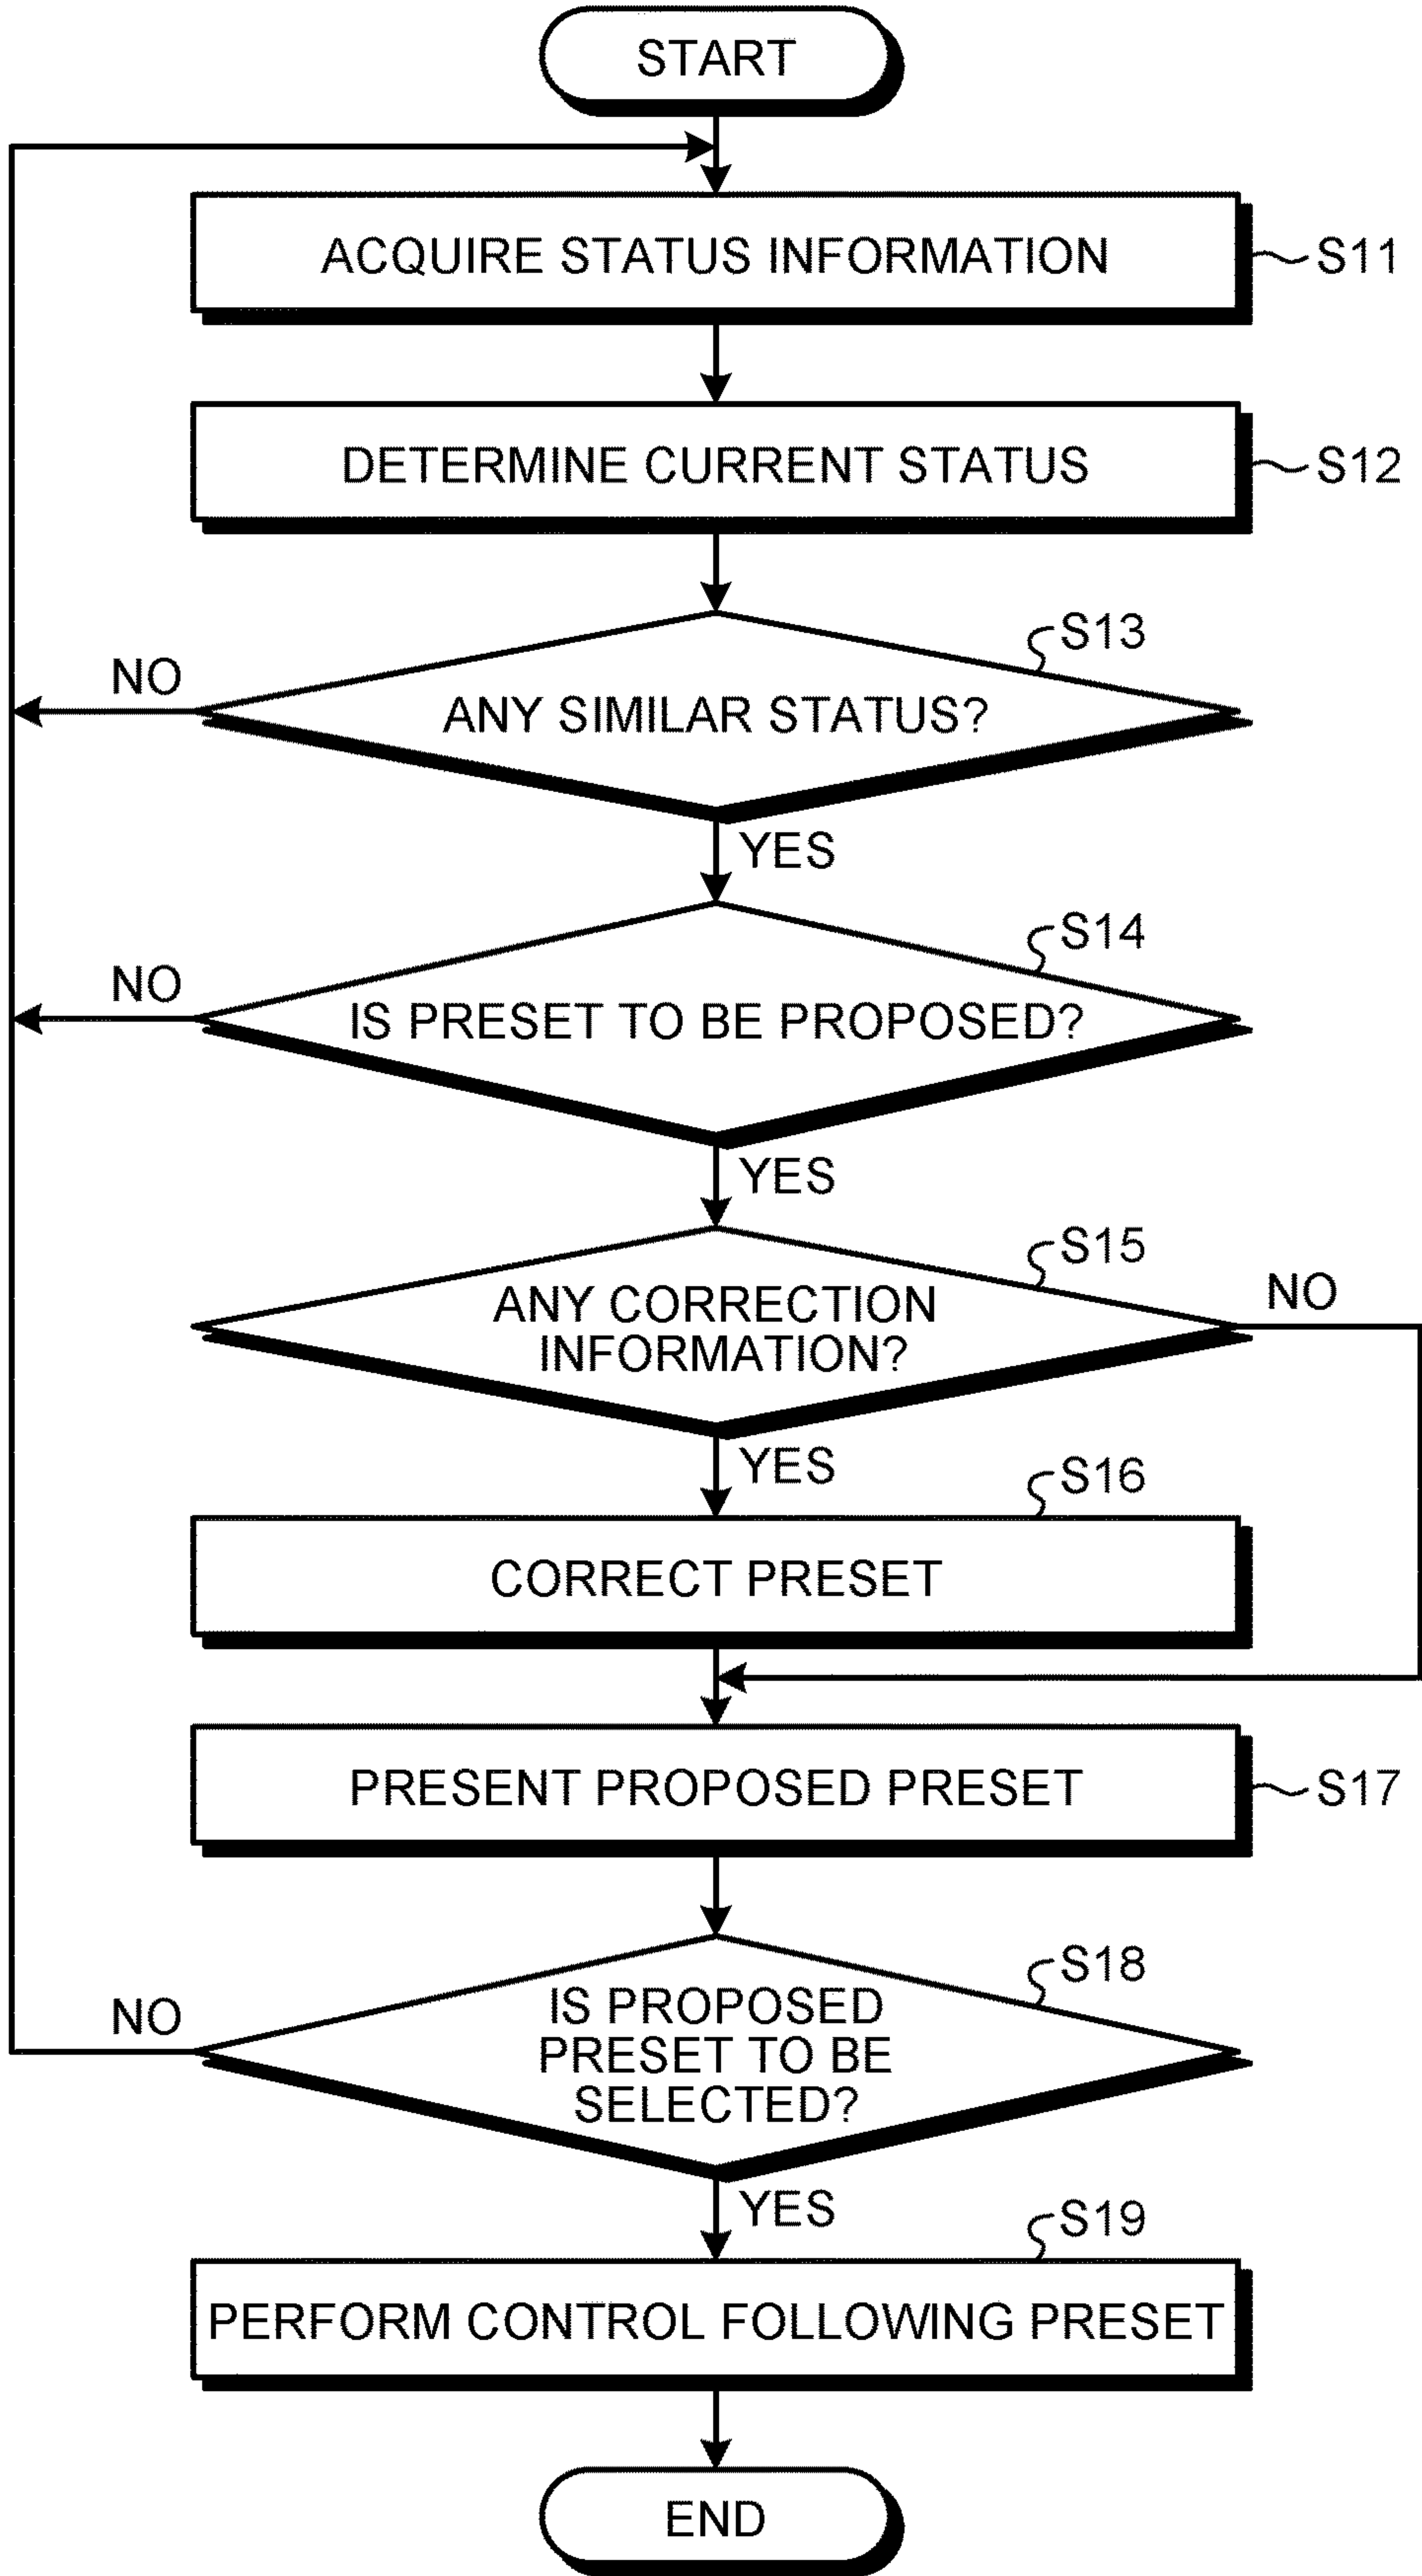 START
ACQUIRE STATUS INFORMATION
S11
DETERMINE CURRENT STATUS
S12
S13
NO
ANY SIMILAR STATUS?
YES
S14
NO
IS PRESET TO BE PROPOSED?
YES
S15
NO
ANY CORRECTION
INFORMATION?
YES
S16
CORRECT PRESET
PRESENT PROPOSED PRESET
S17
S18
NO
IS PROPOSED
PRESET TO BE
SELECTED?
YES
S19
PERFORM CONTROL FOLLOWING PRESET
END